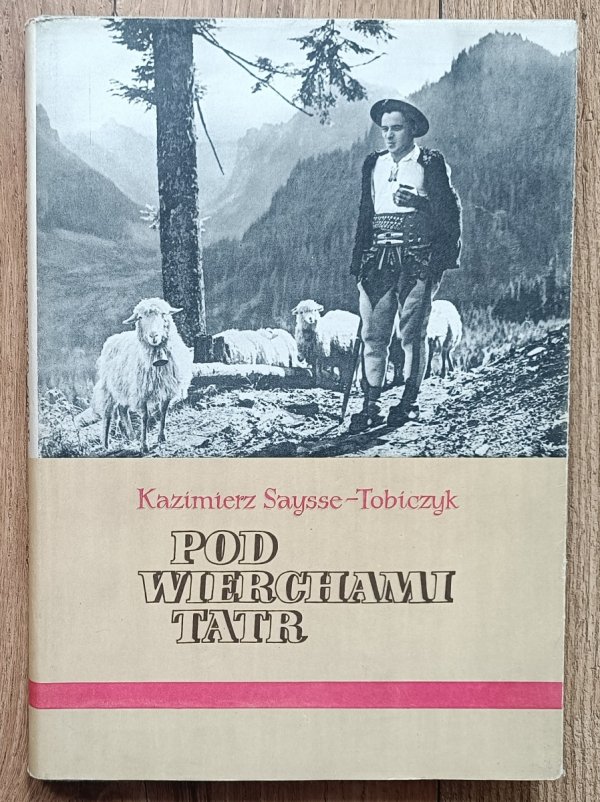 Kazimierz Saysse-Tobiczyk
POD
WIERCHAMI
TATR